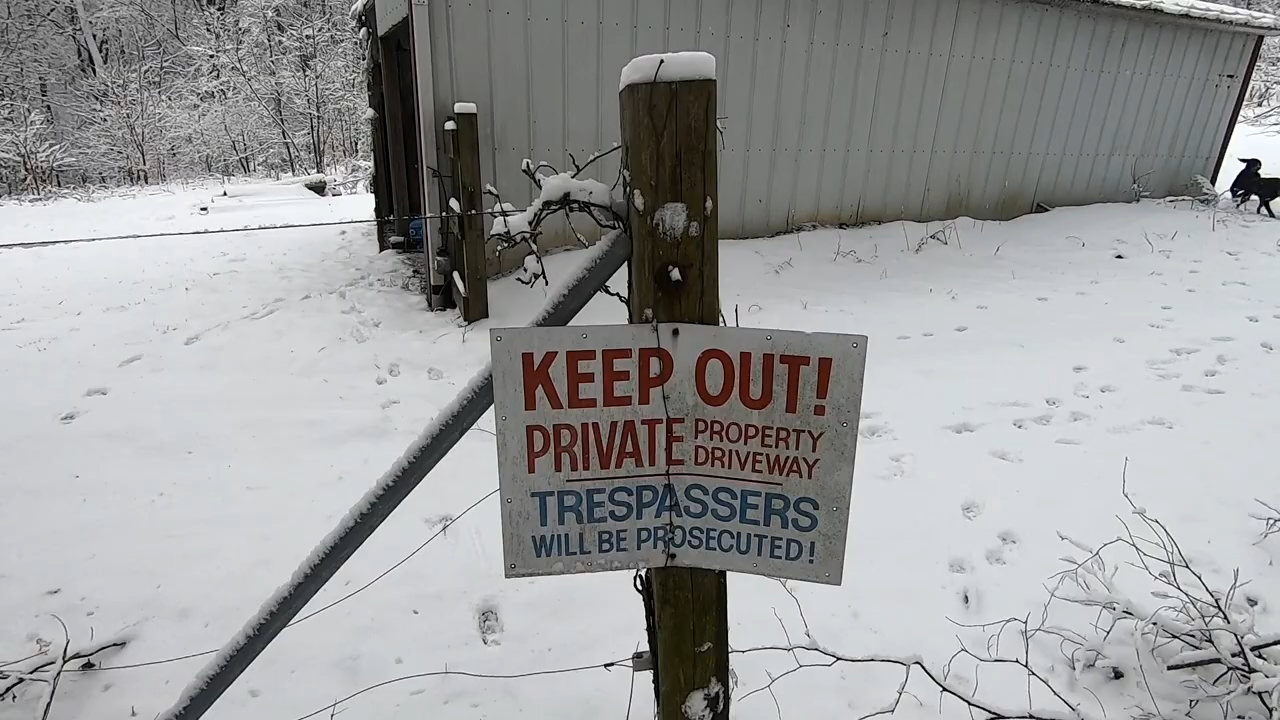 KEEP OUT!
PRIVATE PROPERTY
DRIVEWAY
TRESPASSERS
WILL BE PROSECUTED!